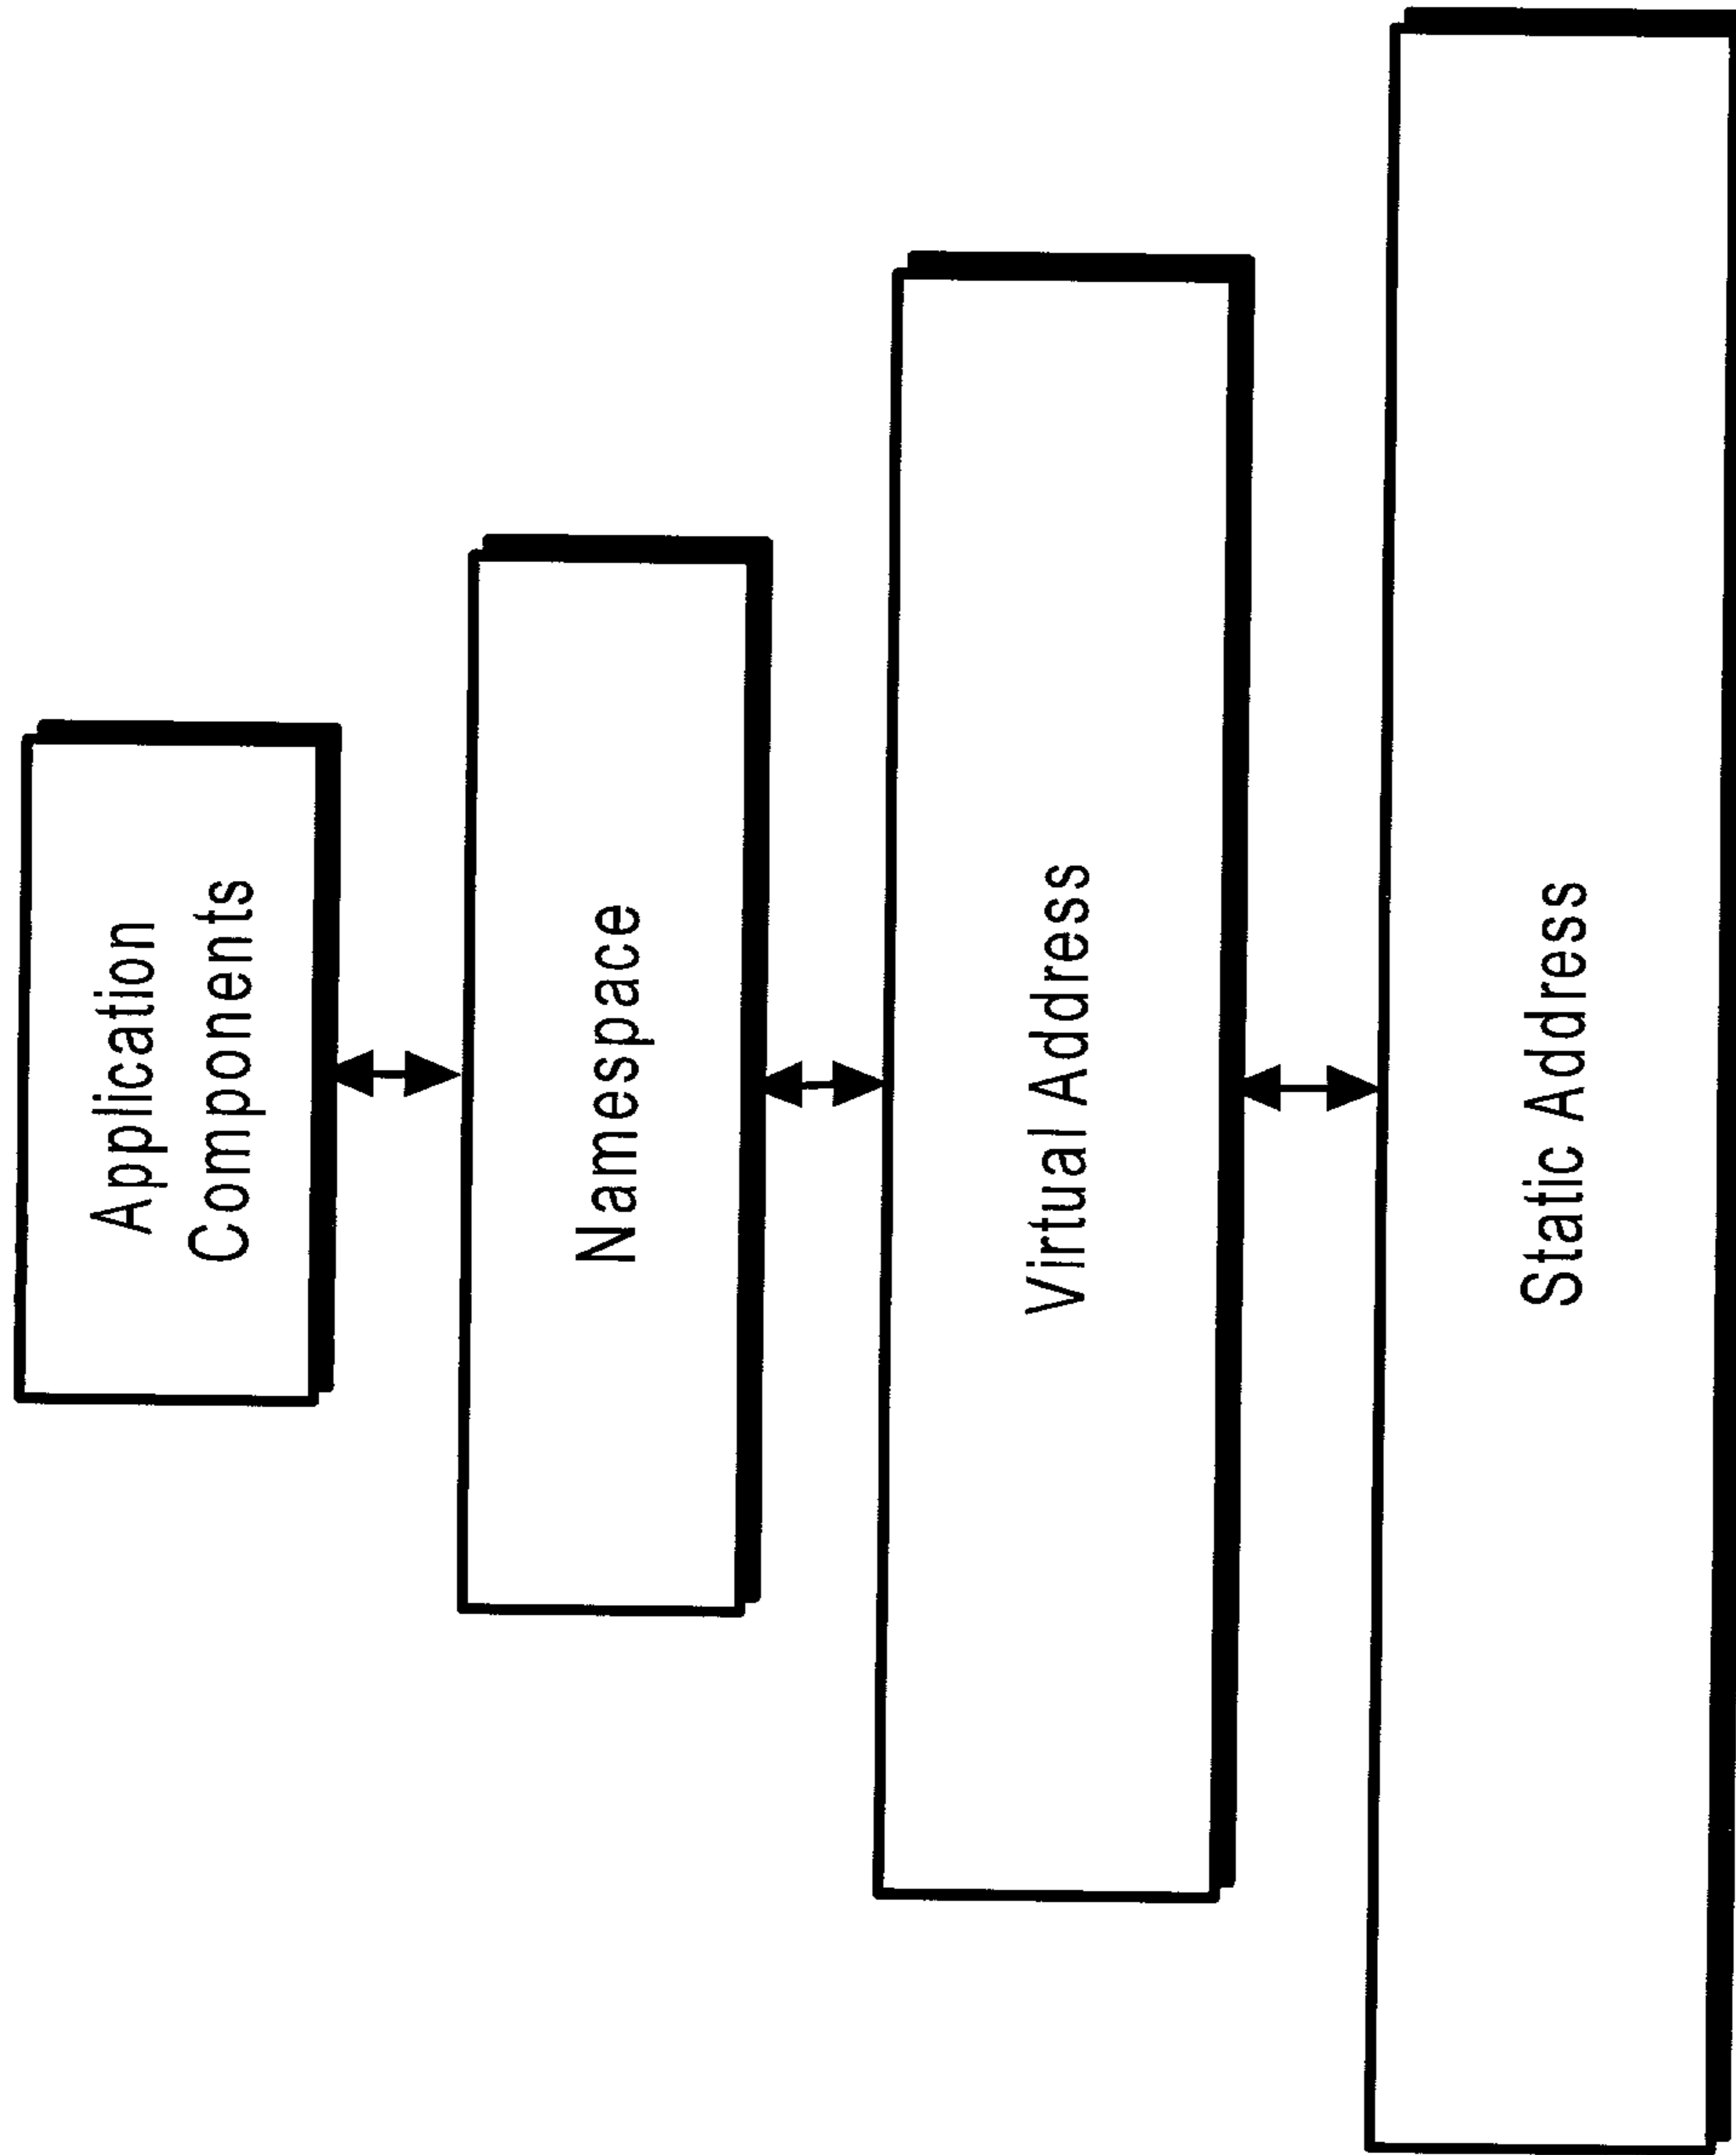 Application
Components
Namespace
Virtual Address
Static Address